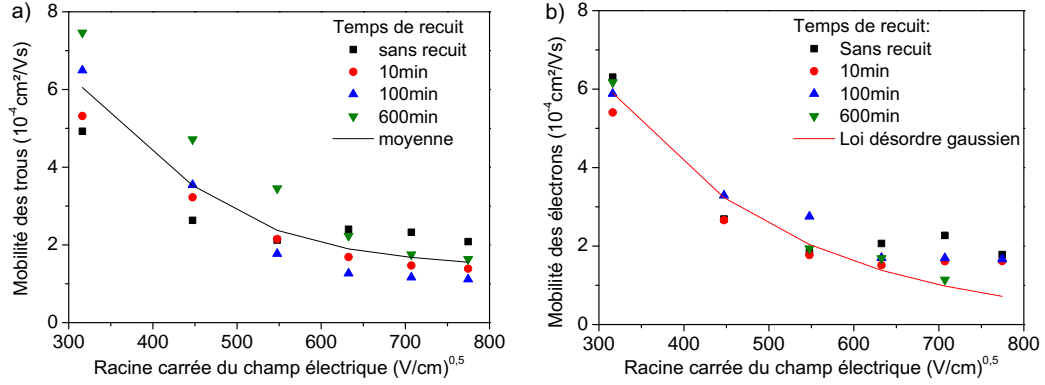 a)
Mobilité des trous (10⁻⁴cm²/Vs)
8
6
4
2
0
300 400 500 600 700 800
Racine carrée du champ électrique (V/cm)⁰,⁵
Temps de recuit
sans recuit
10min
100min
600min
moyenne
b)
Mobilité des électrons (10⁻⁴cm²/Vs)
8
6
4
2
0
300 400 500 600 700 800
Racine carrée du champ électrique (V/cm)⁰,⁵
Temps de recuit:
Sans recuit
10min
100min
600min
Loi désordre gaussien